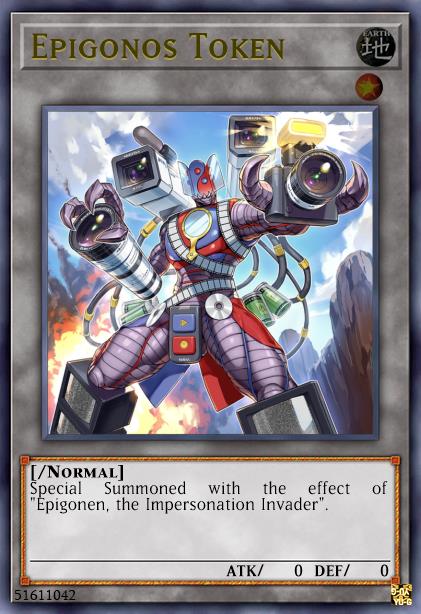 Epigonos Token
EARTH
地
[/Normal]
Special Summoned with the effect of
"Epigonen, the Impersonation Invader".
ATK/ 0 DEF/ 0
51611042